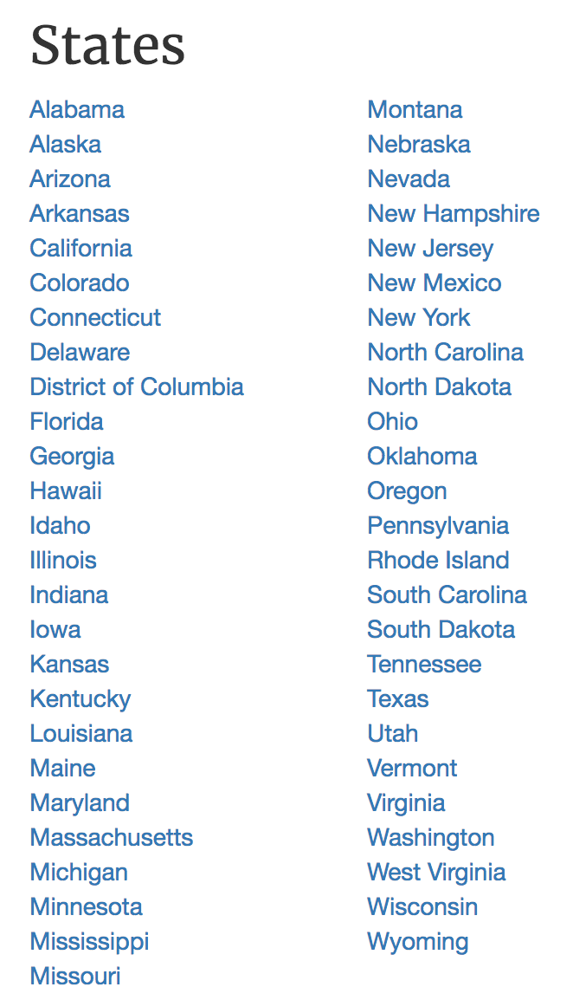 States
Alabama
Alaska
Arizona
Arkansas
California
Colorado
Connecticut
Delaware
District of Columbia
Florida
Georgia
Hawaii
Idaho
Illinois
Indiana
Iowa
Kansas
Kentucky
Louisiana
Maine
Maryland
Massachusetts
Michigan
Minnesota
Mississippi
Missouri
Montana
Nebraska
Nevada
New Hampshire
New Jersey
New Mexico
New York
North Carolina
North Dakota
Ohio
Oklahoma
Oregon
Pennsylvania
Rhode Island
South Carolina
South Dakota
Tennessee
Texas
Utah
Vermont
Virginia
Washington
West Virginia
Wisconsin
Wyoming